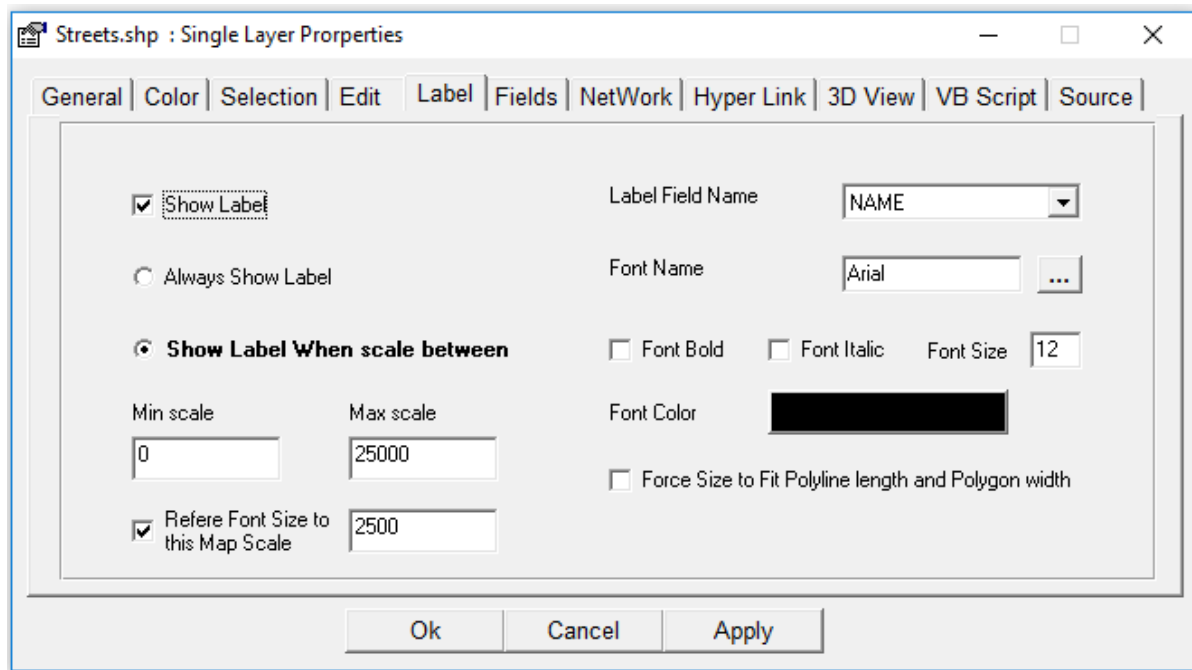 Streets.shp : Single Layer Prorperties
General Color Selection Edit Label Fields NetWork Hyper Link 3D View VB Script Source
Show Label
Label Field Name NAME
Always Show Label
Font Name Arial ...
Show Label When scale between
Font Bold Font Italic Font Size 12
Min scale Max scale
Font Color
0 25000
Force Size to Fit Polyline length and Polygon width
Refere Font Size to
this Map Scale
2500
Ok Cancel Apply